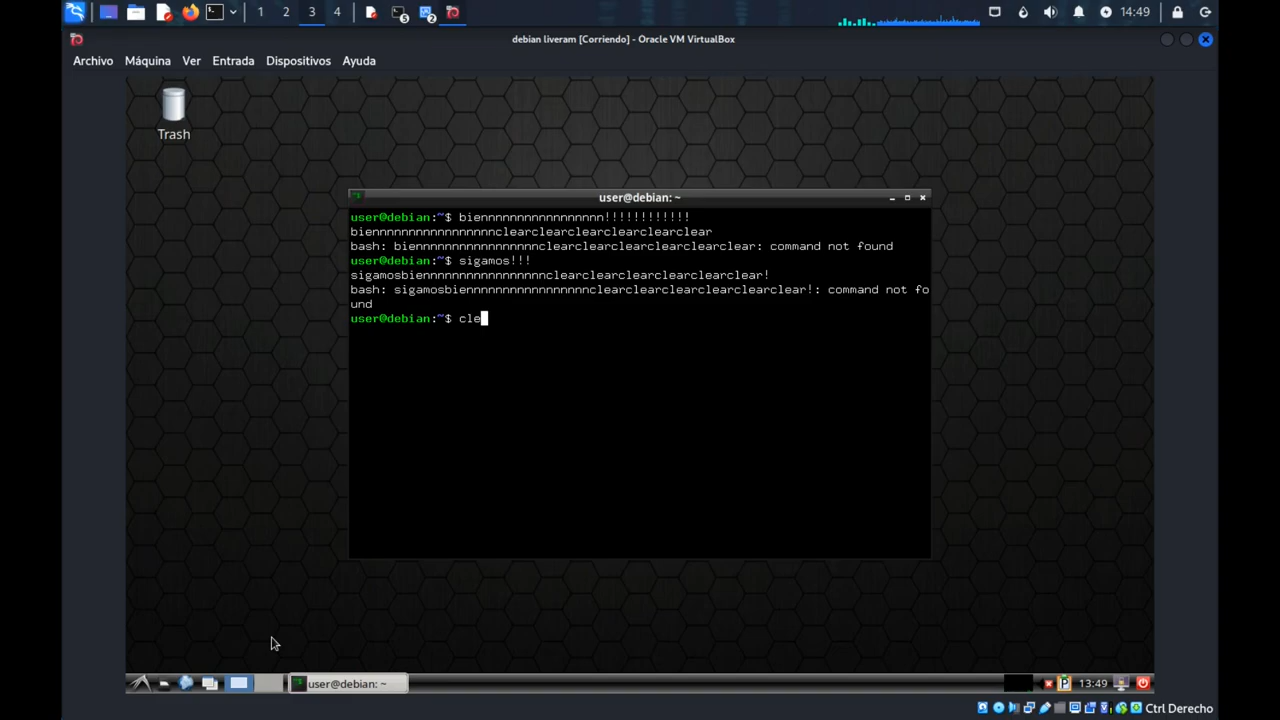 1 2 3 4 5 2 14:49
debian liveram [Corriendo] - Oracle VM VirtualBox
Archivo Máquina Ver Entrada Dispositivos Ayuda
Trash
user@debian: ~
user@debian:~$ biennnnnnnnnnnnnnnnn!!!!!!!!!!!!
biennnnnnnnnnnnnnnnnclearclearclearclearclearclear
bash: biennnnnnnnnnnnnnnnnclearclearclearclearclearclear: command not found
user@debian:~$ sigamos!!!
sigamosbiennnnnnnnnnnnnnnnnclearclearclearclearclearclear!
bash: sigamosbiennnnnnnnnnnnnnnnnclearclearclearclearclearclear!: command not fo
und
user@debian:~$ cle
user@debian: ~
13:49
Ctrl Derecho